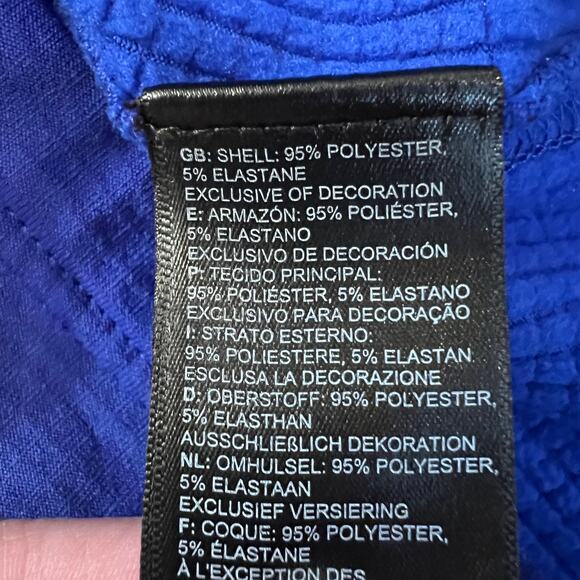 GB: SHELL: 95% POLYESTER,
5% ELASTANE
EXCLUSIVE OF DECORATION
E: ARMAZÓN: 95% POLIÉSTER,
5% ELASTANO
EXCLUSIVO DE DECORACIÓN
P: TECIDO PRINCIPAL:
95% POLIÉSTER, 5% ELASTANO
EXCLUSIVO PARA DECORAÇÃO
I: STRATO ESTERNO:
95% POLIESTERE, 5% ELASTAN
ESCLUSA LA DECORAZIONE
D: OBERSTOFF: 95% POLYESTER,
5% ELASTHAN
AUSSCHLIEßLICH DEKORATION
NL: OMHULSEL: 95% POLYESTER,
5% ELASTAAN
EXCLUSIEF VERSIERING
F: COQUE: 95% POLYESTER,
5% ÉLASTANE
À L'EXCEPTION DES